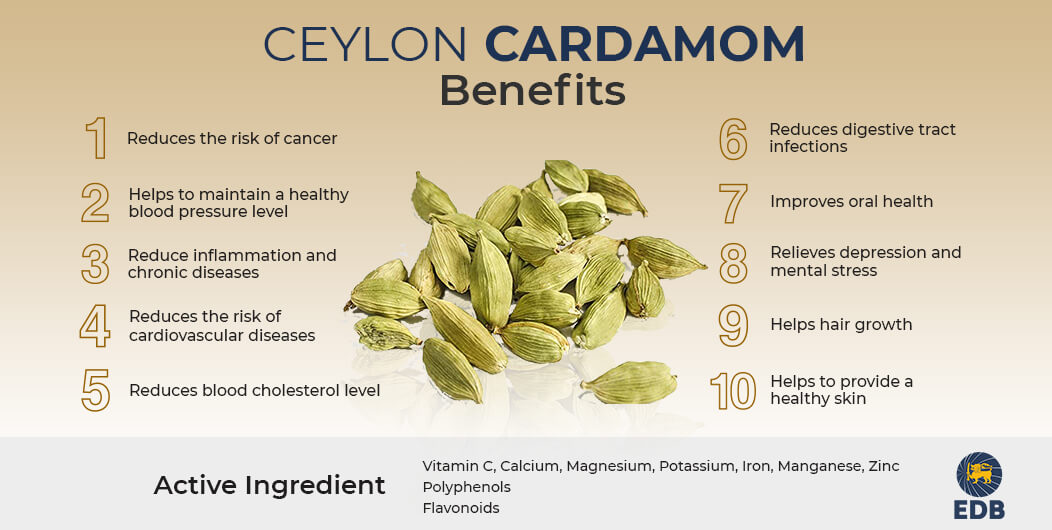 CEYLON CARDAMOM
Benefits
1
Reduces the risk of cancer
2
Helps to maintain a healthy
blood pressure level
3
Reduce inflammation and
chronic diseases
4
Reduces the risk of
cardiovascular diseases
5
Reduces blood cholesterol level
6
Reduces digestive tract
infections
7
Improves oral health
8
Relieves depression and
mental stress
9
Helps hair growth
10
Helps to provide a
healthy skin
Active Ingredient
Vitamin C, Calcium, Magnesium, Potassium, Iron, Manganese, Zinc
Polyphenols
Flavonoids
EDB